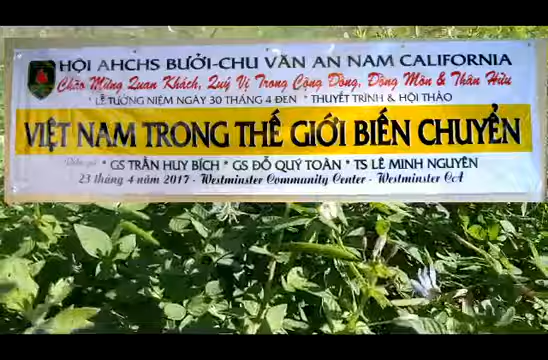 HỘI AHCHS BƯỞI-CHU VĂN AN NAM CALIFORNIA
Chào Mừng Quan Khách, Quý Vị Trong Cộng Đồng, Đồng Môn & Thân Hữu
* LỄ TƯỞNG NIỆM NGÀY 30 THÁNG 4 ĐEN * THUYẾT TRÌNH & HỘI THẢO
VIỆT NAM TRONG THẾ GIỚI BIẾN CHUYỂN
* GS TRẦN HUY BÍCH * GS ĐỖ QUÝ TOÀN * TS LÊ MINH NGUYÊN
23 tháng 4 năm 2017 - Westminster Community Center - Westminster CA